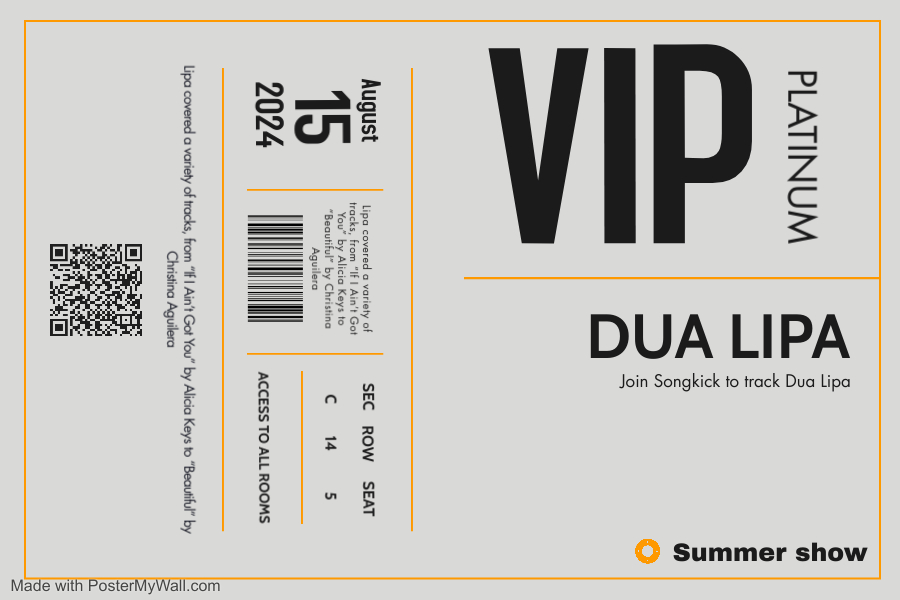 VIP
PLATINUM
DUA LIPA
Join Songkick to track Dua Lipa
Summer show
August
15
2024
Lipa covered a variety of
tracks, from "If I Ain't Got
You" by Alicia Keys to
"Beautiful" by Christina
Aguilera
SEC ROW SEAT
C 14 5
ACCESS TO ALL ROOMS
Lipa covered a variety of tracks, from "If I Ain't Got You" by Alicia Keys to "Beautiful" by
Christina Aguilera
Made with PosterMyWall.com